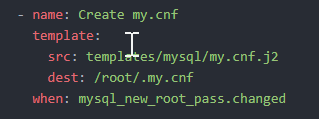 - name: Create my.cnf
template:
src: templates/mysql/my.cnf.j2
dest: /root/.my.cnf
when: mysql_new_root_pass.changed